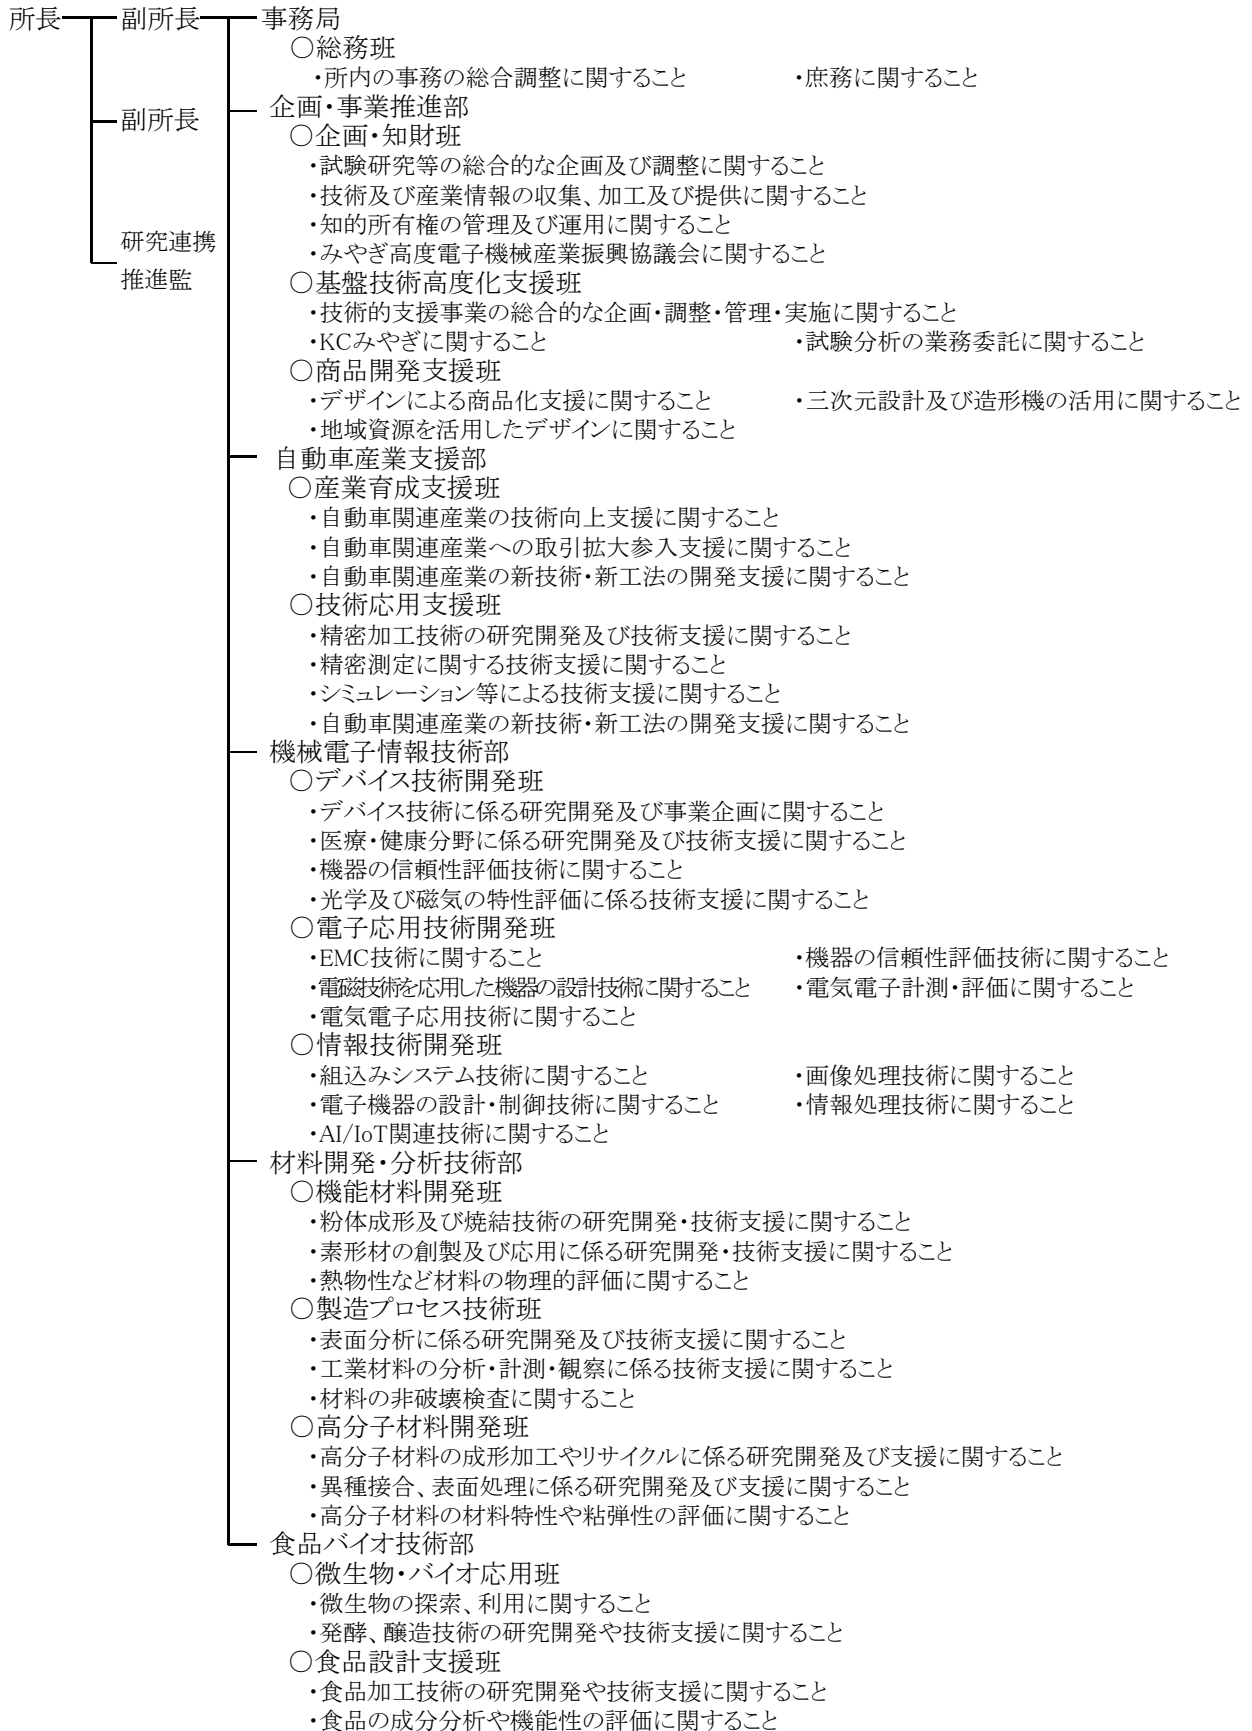 所長 副所長 事務局
○総務班
・所内の事務の総合調整に関すること ・庶務に関すること
企画・事業推進部
副所長
○企画・知財班
・試験研究等の総合的な企画及び調整に関すること
・技術及び産業情報の収集、加工及び提供に関すること
・知的所有権の管理及び運用に関すること
研究連携
推進監
・みやぎ高度電子機械産業振興協議会に関すること
○基盤技術高度化支援班
・技術的支援事業の総合的な企画・調整・管理・実施に関すること
・KCみやぎに関すること ・試験分析の業務委託に関すること
○商品開発支援班
・デザインによる商品化支援に関すること ・三次元設計及び造形機の活用に関すること
・地域資源を活用したデザインに関すること
自動車産業支援部
○産業育成支援班
・自動車関連産業の技術向上支援に関すること
・自動車関連産業への取引拡大参入支援に関すること
・自動車関連産業の新技術・新工法の開発支援に関すること
○技術応用支援班
・精密加工技術の研究開発及び技術支援に関すること
・精密測定に関する技術支援に関すること
・シミュレーション等による技術支援に関すること
・自動車関連産業の新技術・新工法の開発支援に関すること
機械電子情報技術部
○デバイス技術開発班
・デバイス技術に係る研究開発及び事業企画に関すること
・医療・健康分野に係る研究開発及び技術支援に関すること
・機器の信頼性評価技術に関すること
・光学及び磁気の特性評価に係る技術支援に関すること
○電子応用技術開発班
・EMC技術に関すること ・機器の信頼性評価技術に関すること
・電磁技術を応用した機器の設計技術に関すること ・電気電子計測・評価に関すること
・電気電子応用技術に関すること
○情報技術開発班
・組込みシステム技術に関すること ・画像処理技術に関すること
・電子機器の設計・制御技術に関すること ・情報処理技術に関すること
・AI/IoT関連技術に関すること
材料開発・分析技術部
○機能材料開発班
・粉体成形及び焼結技術の研究開発・技術支援に関すること
・素形材の創製及び応用に係る研究開発・技術支援に関すること
・熱物性など材料の物理的評価に関すること
○製造プロセス技術班
・表面分析に係る研究開発及び技術支援に関すること
・工業材料の分析・計測・観察に係る技術支援に関すること
・材料の非破壊検査に関すること
○高分子材料開発班
・高分子材料の成形加工やリサイクルに係る研究開発及び支援に関すること
・異種接合、表面処理に係る研究開発及び支援に関すること
・高分子材料の材料特性や粘弾性の評価に関すること
食品バイオ技術部
○微生物・バイオ応用班
・微生物の探索、利用に関すること
・発酵、醸造技術の研究開発や技術支援に関すること
○食品設計支援班
・食品加工技術の研究開発や技術支援に関すること
・食品の成分分析や機能性の評価に関すること